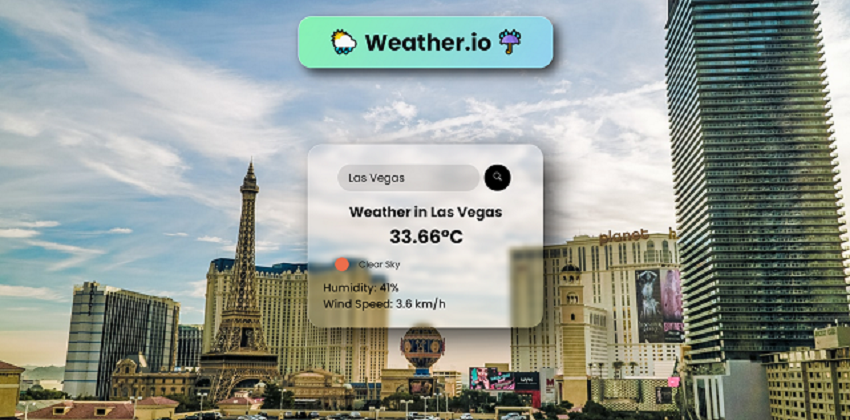 Weather.io
Las Vegas
Weather in Las Vegas
33.66°C
Clear Sky
Humidity: 41%
Wind Speed: 3.6 km/h
planet h